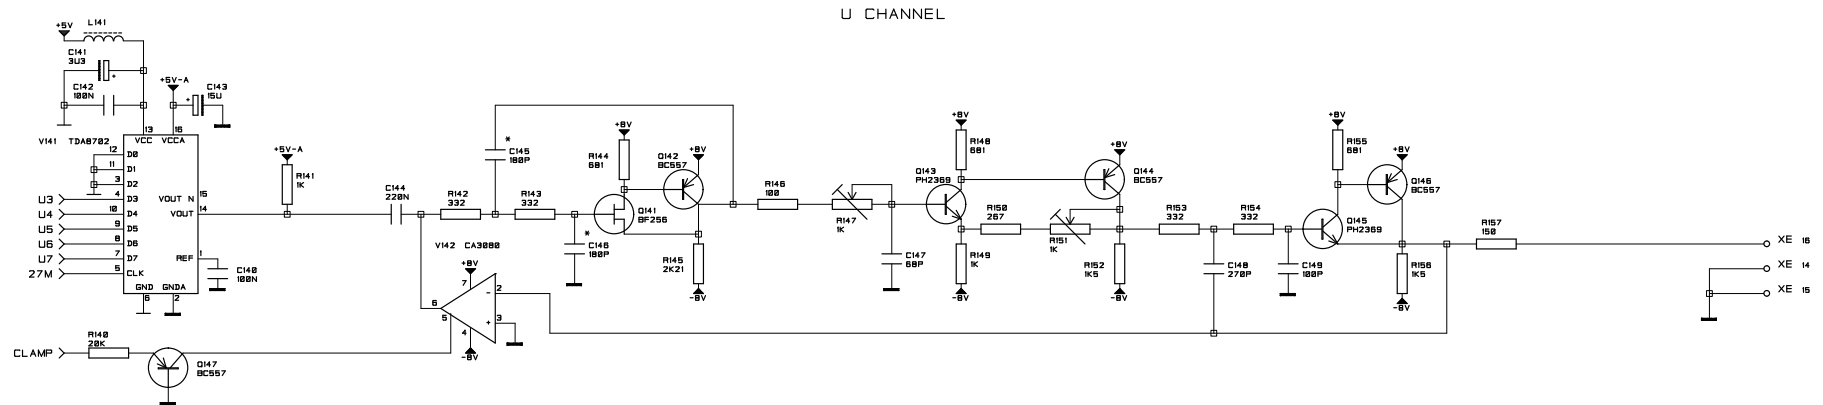 U CHANNEL
+5V
L141
C141
3U3
+
C142
100N
+5V-A
+
C143
15U
13
16
V141 TDA8702
VCC VCCA
12
D0
11
D1
3
D2
U3
4
D3
VOUT N
15
U4
10
D4
VOUT
14
U5
9
D5
U6
8
D6
U7
7
D7
REF
1
27M
5
CLK
C140
100N
GND GNDA
6
2
CLAMP
R140
20K
Q147
BC557
+5V-A
R141
1K
C144
220N
R142
332
R143
332
*
C145
180P
*
C146
180P
+8V
R144
681
Q141
BF256
Q142
BC557
+8V
R145
2K21
-8V
V142 CA3080
+8V
7
6
-
2
+
3
5
4
-8V
R146
100
R147
1K
C147
68P
Q143
PH2369
+8V
R148
681
R149
1K
-8V
R150
267
R151
1K
+8V
Q144
BC557
R152
1K5
-8V
R153
332
R154
332
C148
270P
C149
100P
+8V
R155
681
Q145
PH2369
+8V
Q146
BC557
R156
1K5
-8V
R157
150
XE 16
XE 14
XE 15